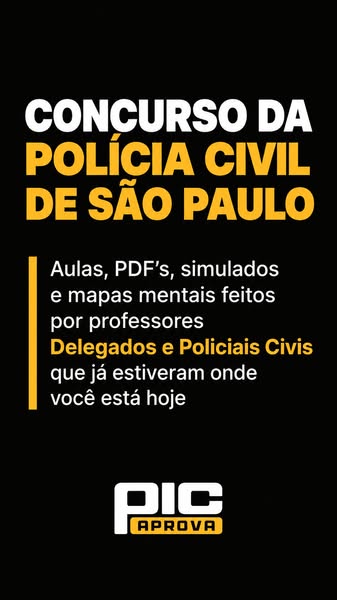 CONCURSO DA
POLÍCIA CIVIL
DE SÃO PAULO
Aulas, PDF's, simulados
e mapas mentais feitos
por professores
Delegados e Policiais Civis
que já estiveram onde
você está hoje
PIC
APROVA